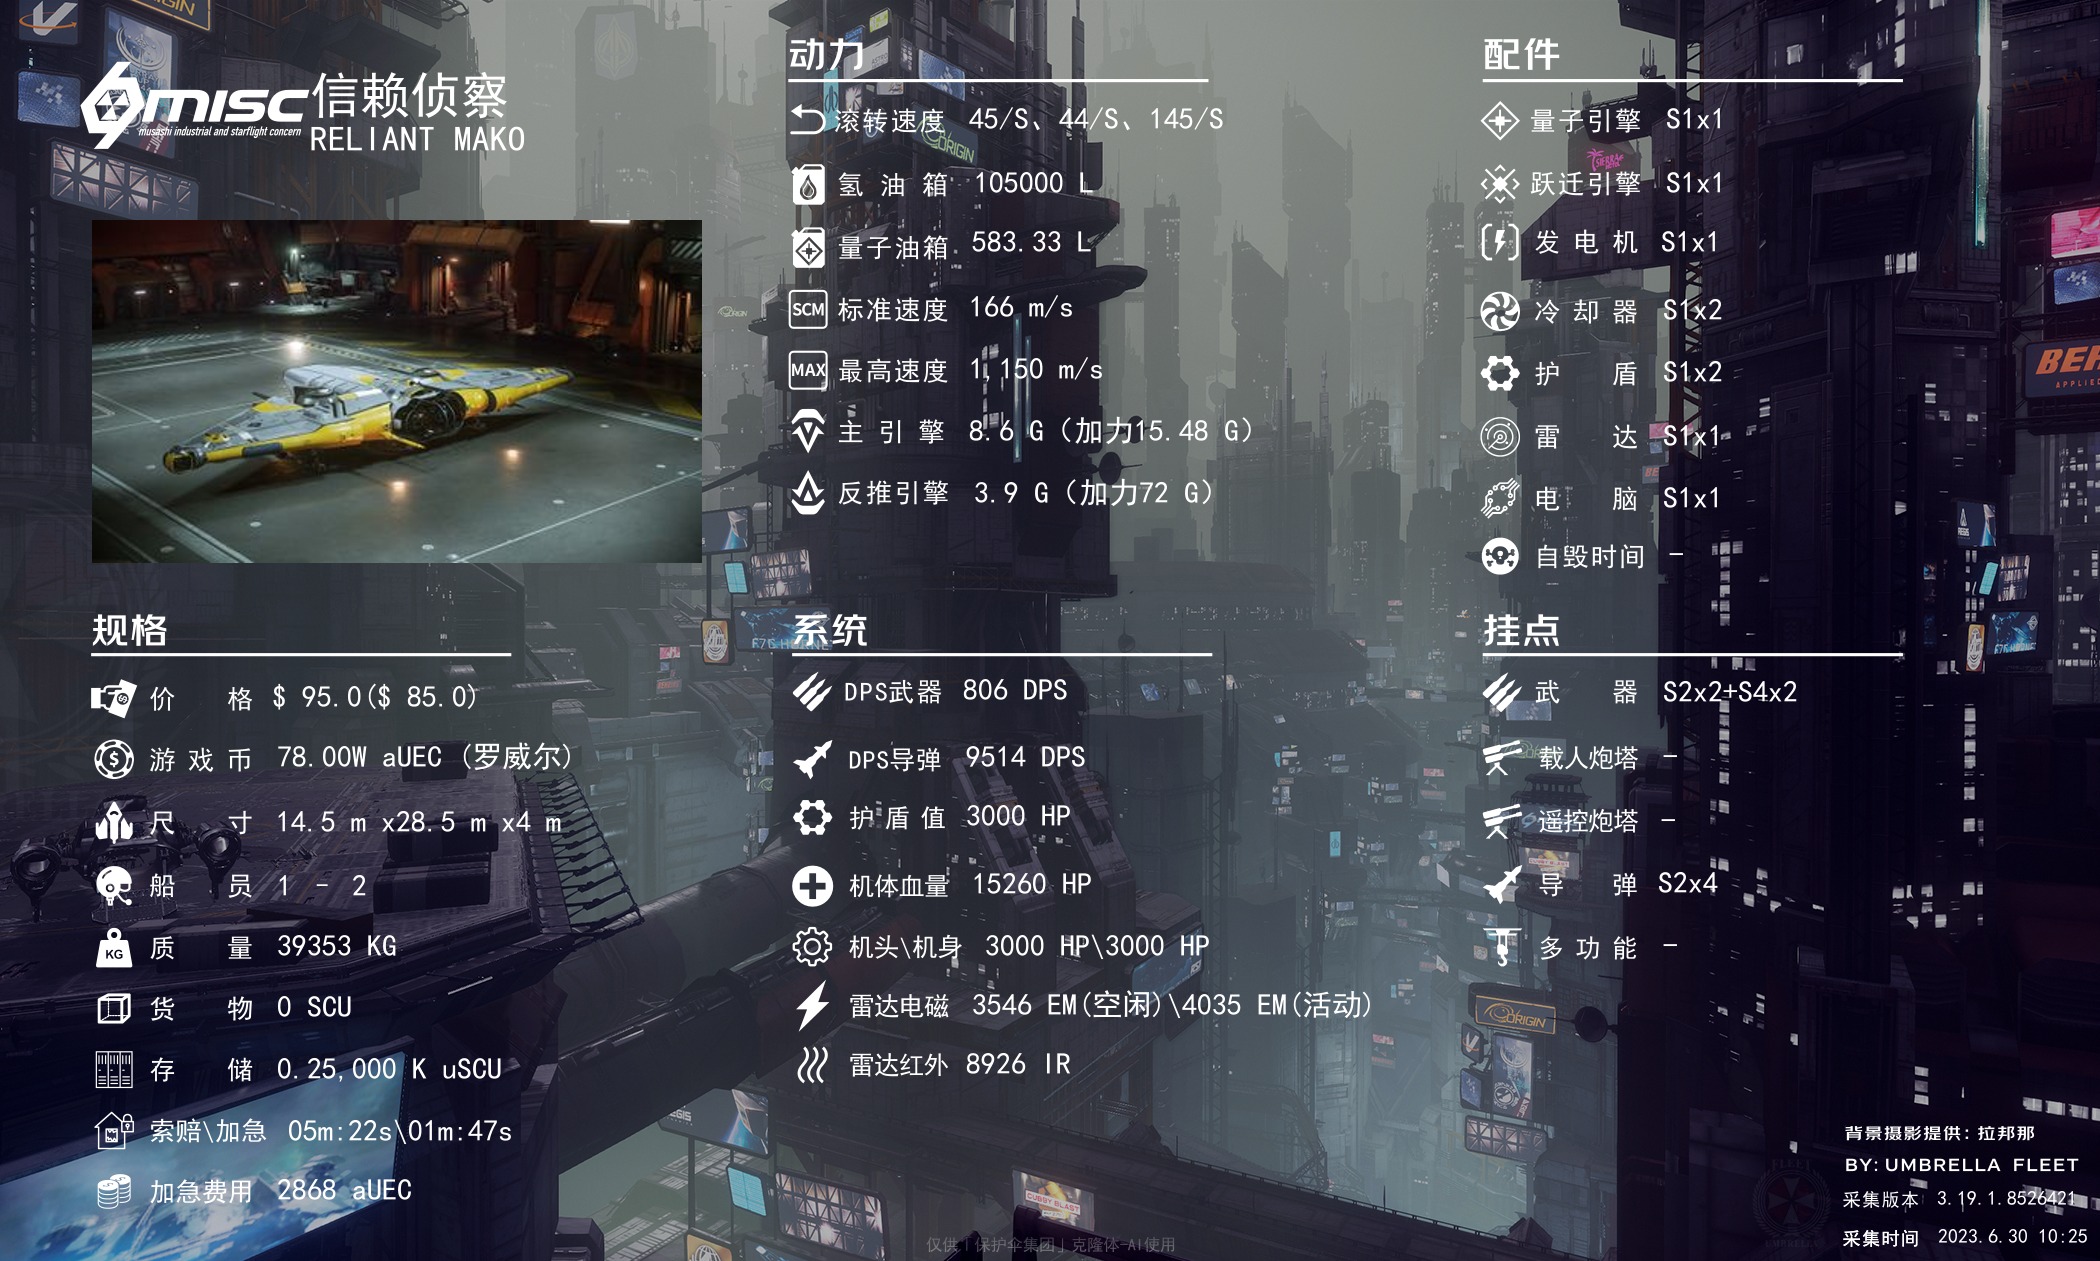 misc
musashi industrial and starflight concern
信赖侦察
RELIANT MAKO
动力
滚转速度 45/S、44/S、145/S
氢油箱 105000 L
量子油箱 583.33 L
SCM 标准速度 166 m/s
MAX 最高速度 1,150 m/s
主引擎 8.6 G（加力15.48 G）
反推引擎 3.9 G（加力72 G）
配件
量子引擎 S1x1
跃迁引擎 S1x1
发电机 S1x1
冷却器 S1x2
护盾 S1x2
雷达 S1x1
电脑 S1x1
自毁时间 -
规格
价格 $ 95.0($ 85.0)
游戏币 78.00W aUEC (罗威尔)
尺寸 14.5 m x28.5 m x4 m
船员 1 - 2
KG 质量 39353 KG
货物 0 SCU
存储 0.25,000 K uSCU
索赔\加急 05m:22s\01m:47s
加急费用 2868 aUEC
系统
DPS武器 806 DPS
DPS导弹 9514 DPS
护盾值 3000 HP
机体血量 15260 HP
机头\机身 3000 HP\3000 HP
雷达电磁 3546 EM(空闲)\4035 EM(活动)
雷达红外 8926 IR
挂点
武器 S2x2+S4x2
载人炮塔 -
遥控炮塔 -
导弹 S2x4
多功能 -
ORIGIN
ORIGIN
SIERRA
BER
APPLIE
F7C HORNE
AEGIS
CUBBY BLAST
背景摄影提供: 拉邦那
BY: UMBRELLA FLEET
采集版本 3.19.1.8526421
采集时间 2023.6.30 10:25
仅供 | 保护伞集团 | 克隆体-AI使用